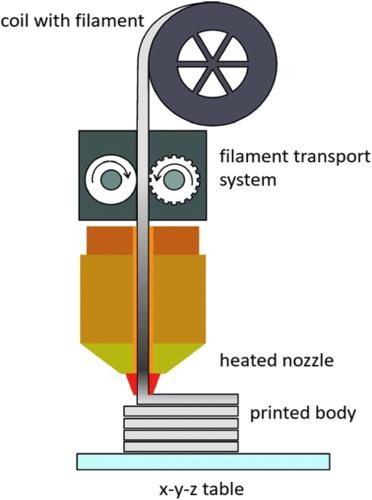 coil with filament
filament transport
system
heated nozzle
printed body
x-y-z table